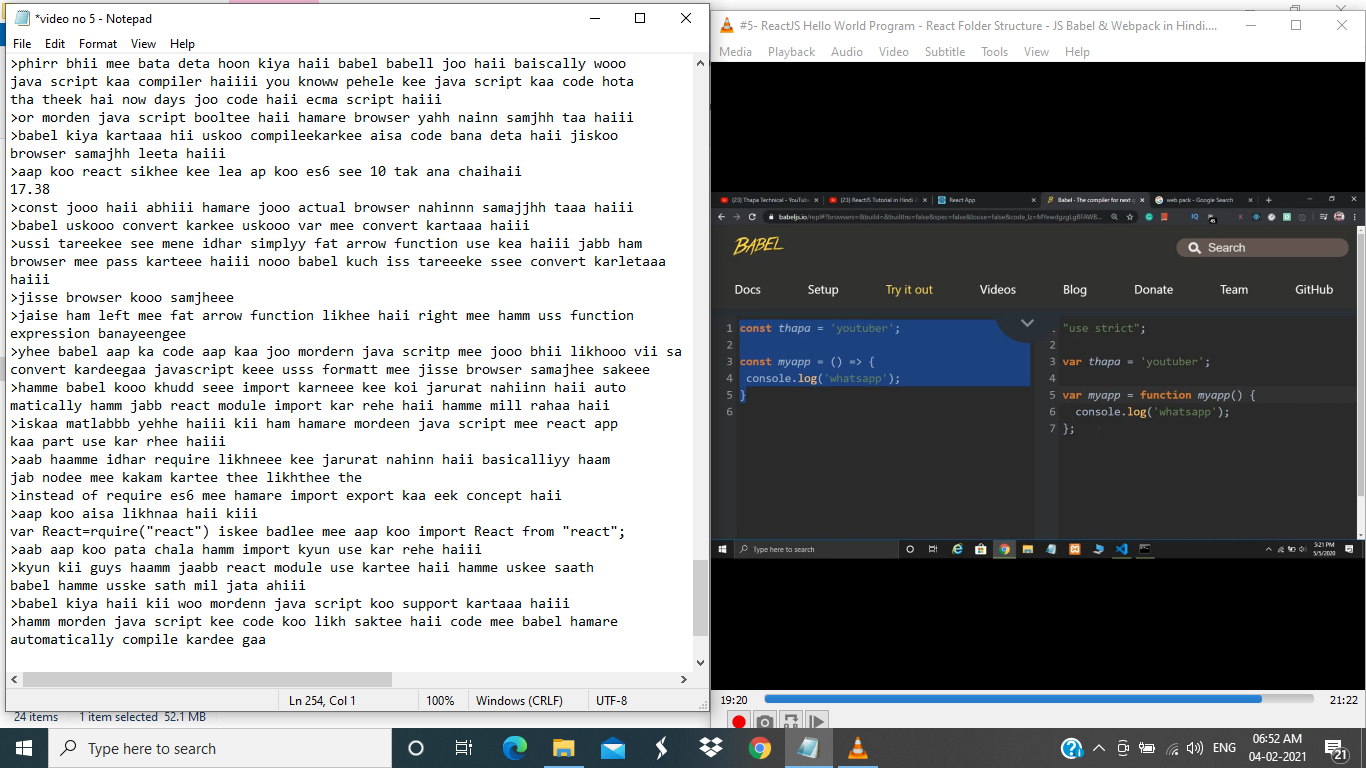 *video no 5 - Notepad
File Edit Format View Help
>phirr bhii mee bata deta hoon kiya haii babel babell joo haii baiscally wooo
java script kaa compiler haiiii you knoww pehele kee java script kaa code hota
tha theek hai now days joo code haii ecma script haiii
>or morden java script booltee haii hamare browser yahh nainn samjhh taa haiii
>babel kiya kartaaa hii uskoo compileekarkee aisa code bana deta haii jiskoo
browser samajhh leeta haiii
>aap koo react sikhee kee lea ap koo es6 see 10 tak ana chaihaii
17.38
>const jooo haii abhiii hamare jooo actual browser nahinnn samajjhh taaa haiii
>babel uskooo convert karkee uskooo var mee convert kartaaa haiii
>ussi tareekee see mene idhar simplyy fat arrow function use kea haiii jabb ham
browser mee pass karteee haiii nooo babel kuch iss tareeeke ssee convert karletaaa
haiii
>jisse browser kooo samjheee
>jaise ham left mee fat arrow function likhee haii right mee hamm uss function
expression banayeengee
>yhee babel aap ka code aap kaa joo mordern java scritp mee jooo bhii likhooo vii sa
convert kardeegaa javascript keee usss formatt mee jisse browser samajhee sakeee
>hamme babel kooo khudd seee import karneee kee koi jarurat nahiinn haii auto
matically hamm jabb react module import kar rehe haii hamme mill rahaa haii
>iskaa matlabbb yehhe haiii kii ham hamare mordeen java script mee react app
kaa part use kar rhee haiii
>aab haamme idhar require likhneee kee jarurat nahinn haii basicalliyy haam
jab nodee mee kakam kartee thee likhthee the
>instead of require es6 mee hamare import export kaa eek concept haii
>aap koo aisa likhnaa haii kiii
var React=rquire("react") iskee badlee mee aap koo import React from "react";
>aab aap koo pata chala hamm import kyun use kar rehe haiii
>kyun kii guys haamm jaabb react module use kartee haii hamme uskee saath
babel hamme usske sath mil jata ahiii
>babel kiya haii kii woo mordenn java script koo support kartaaa haiii
>hamm morden java script kee code koo likh saktee haii code mee babel hamare
automatically compile kardee gaa
Ln 254, Col 1 100% Windows (CRLF) UTF-8
24 items 1 item selected 52.1 MB
#5- ReactJS Hello World Program - React Folder Structure - JS Babel & Webpack in Hindi....
Media Playback Audio Video Subtitle Tools View Help
(23) Thapa Technical - YouTub (23) ReactJS Tutorial in Hindi React App Babel - The compiler for next g web pack - Google Search
BABEL
Search
Docs Setup Try it out Videos Blog Donate Team GitHub
1 const thapa = 'youtuber';
2
3 const myapp = () => {
4 console.log('whatsapp');
5 }
6
"use strict";
3 var thapa = 'youtuber';
4
5 var myapp = function myapp() {
6 console.log('whatsapp');
7 };
Type here to search
3:21 PM
5/5/2020
19:20 21:22
Type here to search
ENG
06:52 AM
04-02-2021
21